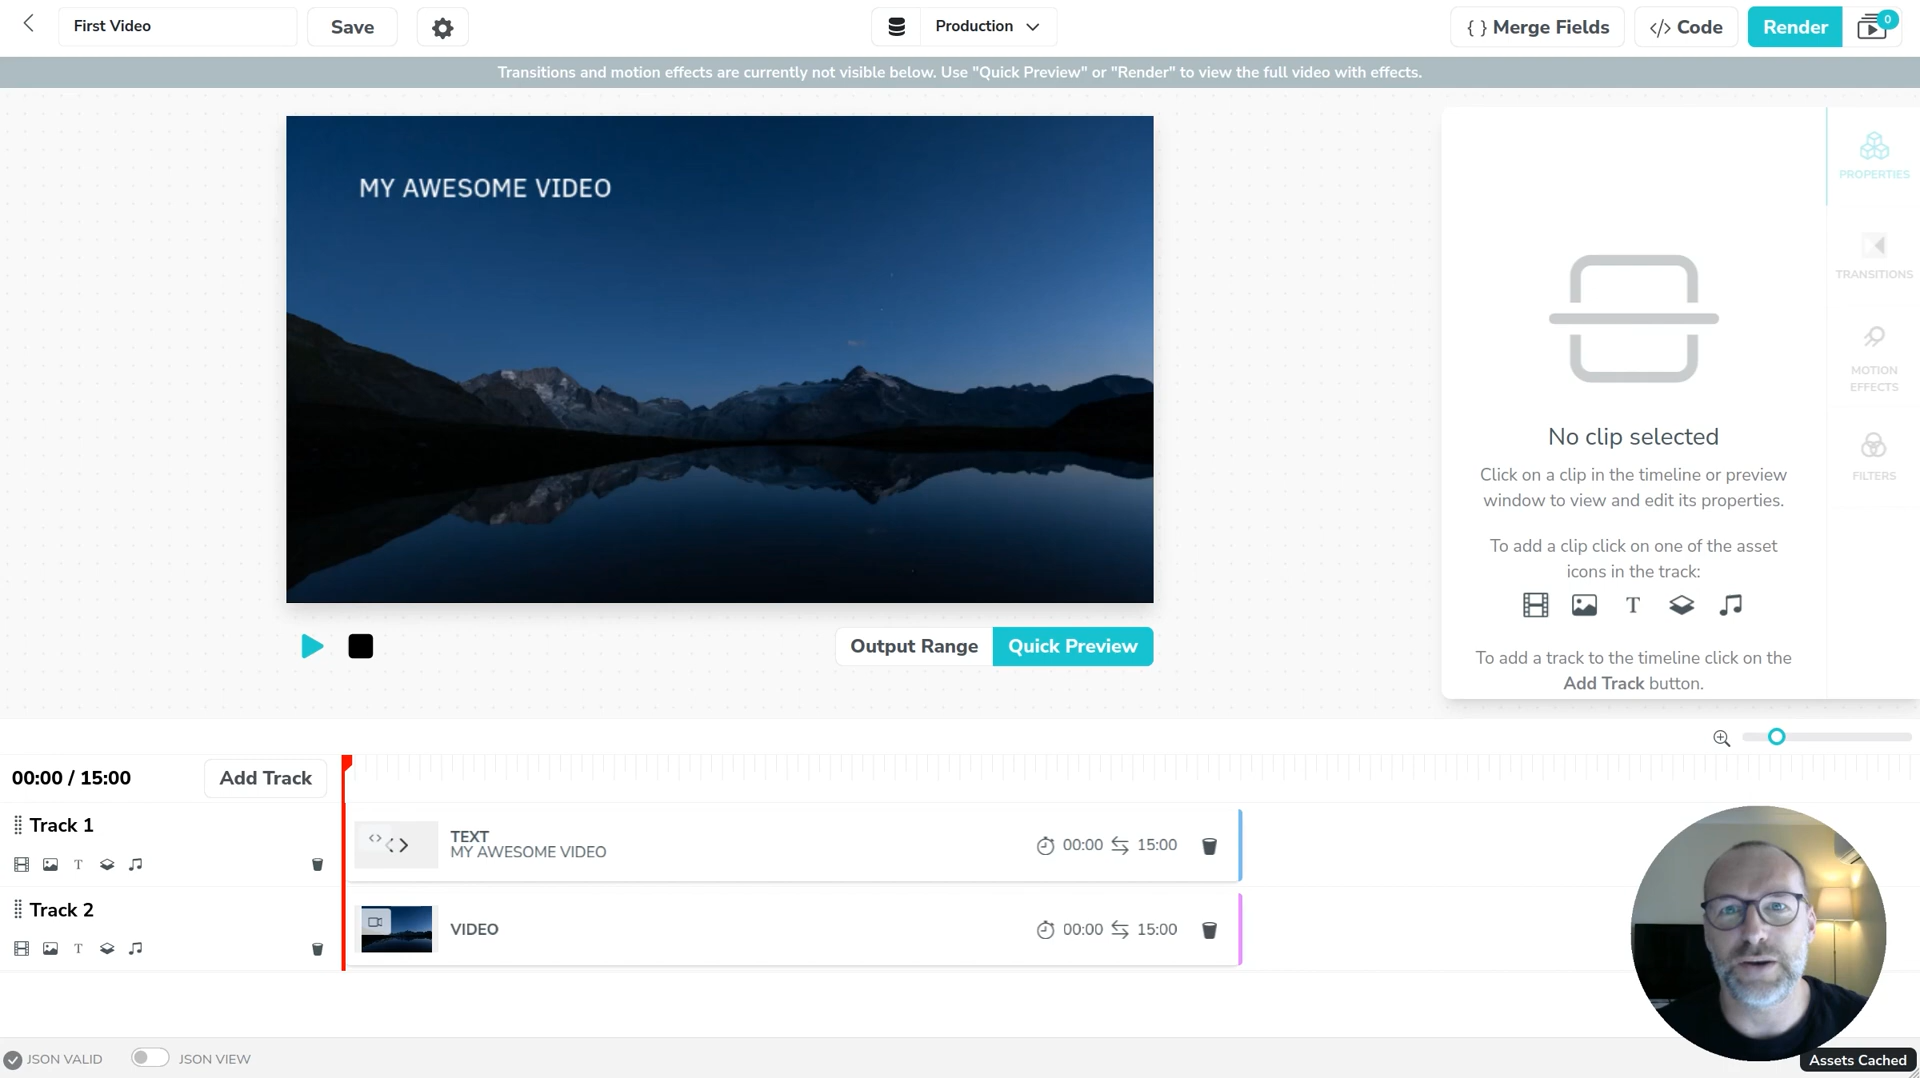 First Video
Save
Production
{ } Merge Fields
</> Code
Render
0
Transitions and motion effects are currently not visible below. Use "Quick Preview" or "Render" to view the full video with effects.
MY AWESOME VIDEO
PROPERTIES
TRANSITIONS
MOTION
EFFECTS
FILTERS
No clip selected
Click on a clip in the timeline or preview
window to view and edit its properties.
To add a clip click on one of the asset
icons in the track:
To add a track to the timeline click on the
Add Track button.
Output Range
Quick Preview
00:00 / 15:00
Add Track
Track 1
TEXT
MY AWESOME VIDEO
00:00
15:00
Track 2
VIDEO
00:00
15:00
JSON VALID
JSON VIEW
Assets Cached